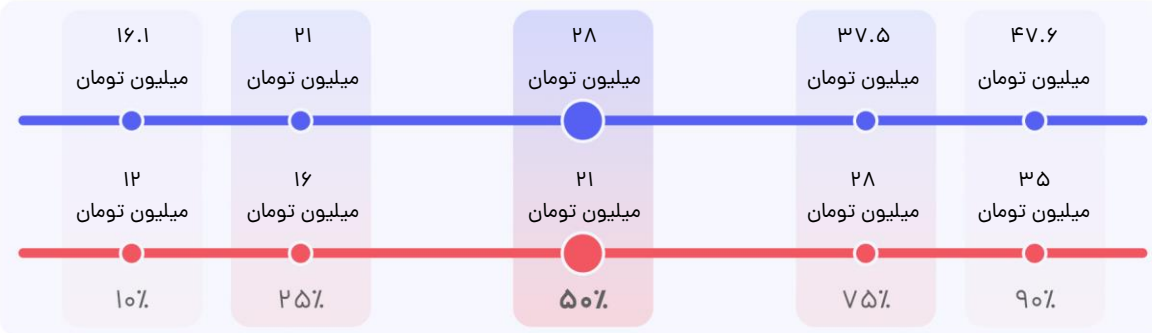 ۱۶.۱ ۲۱ ۲۸ ۳۷.۵ ۴۷.۶
میلیون تومان میلیون تومان میلیون تومان میلیون تومان میلیون تومان
۱۲ ۱۶ ۲۱ ۲۸ ۳۵
میلیون تومان میلیون تومان میلیون تومان میلیون تومان میلیون تومان
۱۰٪ ۲۵٪ ۵۰٪ ۷۵٪ ۹۰٪